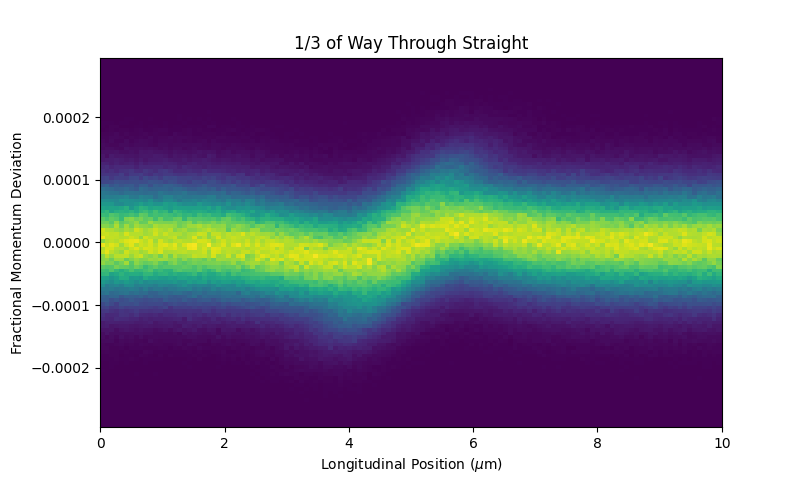 1/3 of Way Through Straight
Fractional Momentum Deviation
0.0002
0.0001
0.0000
−0.0001
−0.0002
0 2 4 6 8 10
Longitudinal Position (μm)